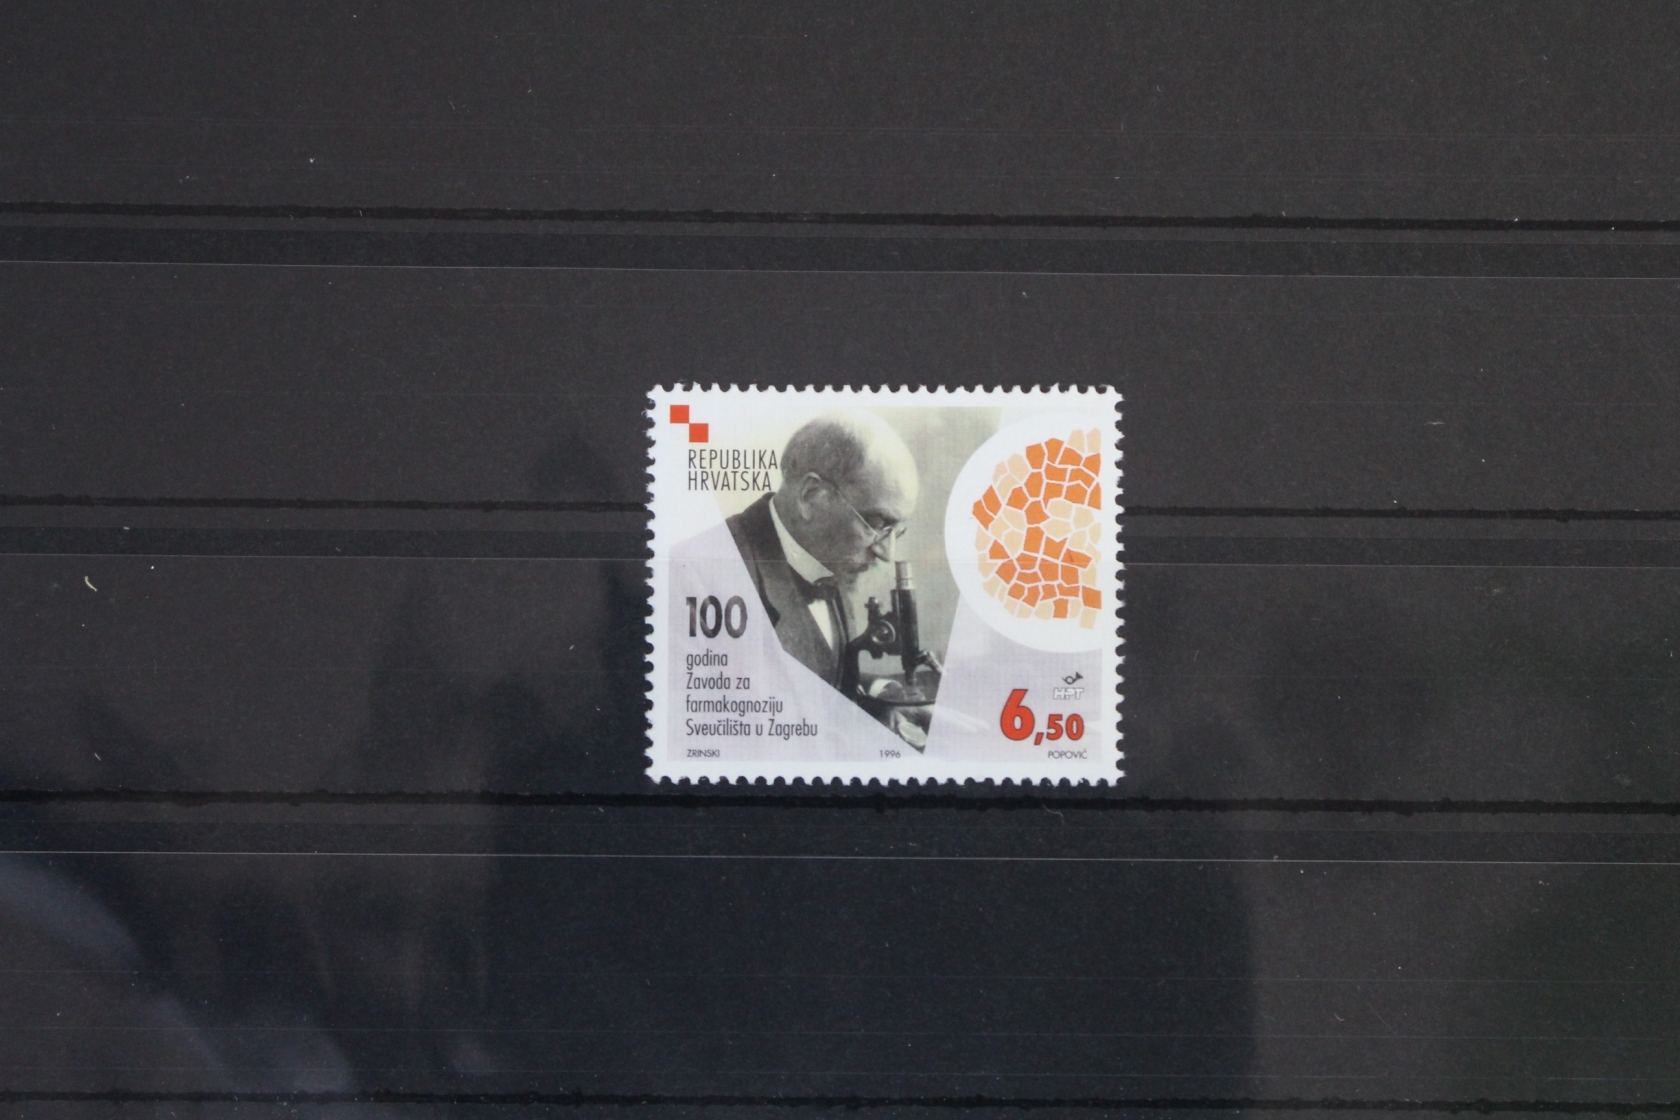 REPUBLIKA
HRVATSKA
100
godina
Zavoda za
farmakognoziju
Sveučilišta u Zagrebu
HPT
6,50
ZRINSKI 1996 POPOVIĆ